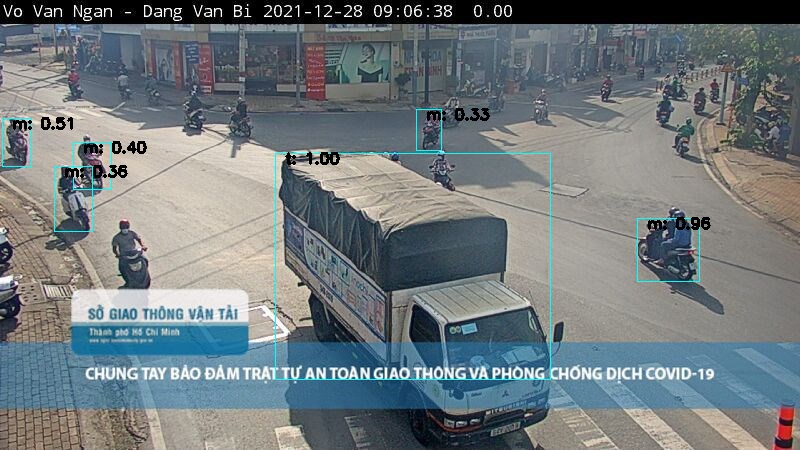 Vo Van Ngan - Dang Van Bi 2021-12-28 09:06:38  0.00
m: 0.33
m: 0.51
m: 0.40
t: 1.00
m: 0.36
m: 0.96
SỞ GIAO THÔNG VẬN TẢI
Thành phố Hồ Chí Minh
CHUNG TAY BẢO ĐẢM TRẬT TỰ AN TOÀN GIAO THÔNG VÀ PHÒNG CHỐNG DỊCH COVID-19
MITSUBISHI